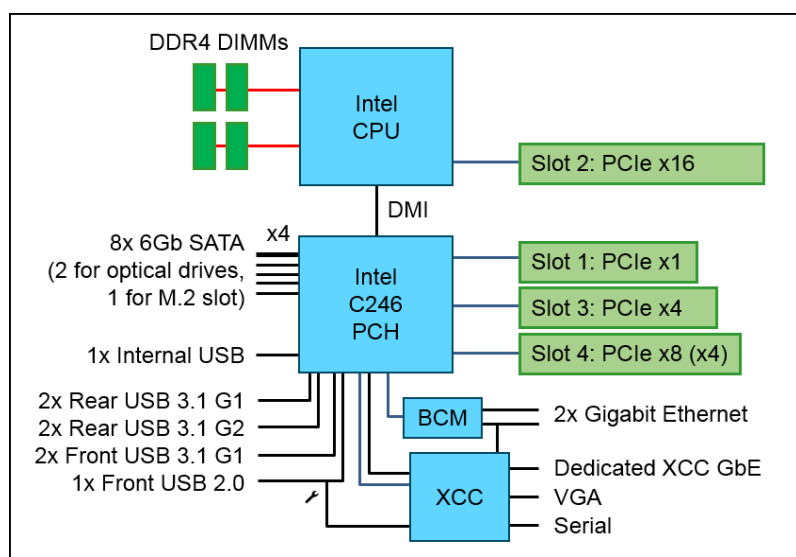 DDR4 DIMMs
Intel
CPU
Slot 2: PCIe x16
DMI
8x 6Gb SATA
x4
(2 for optical drives,
1 for M.2 slot)
Intel
C246
PCH
Slot 1: PCIe x1
Slot 3: PCIe x4
Slot 4: PCIe x8 (x4)
1x Internal USB
2x Rear USB 3.1 G1
2x Rear USB 3.1 G2
2x Front USB 3.1 G1
1x Front USB 2.0
BCM
2x Gigabit Ethernet
XCC
Dedicated XCC GbE
VGA
Serial